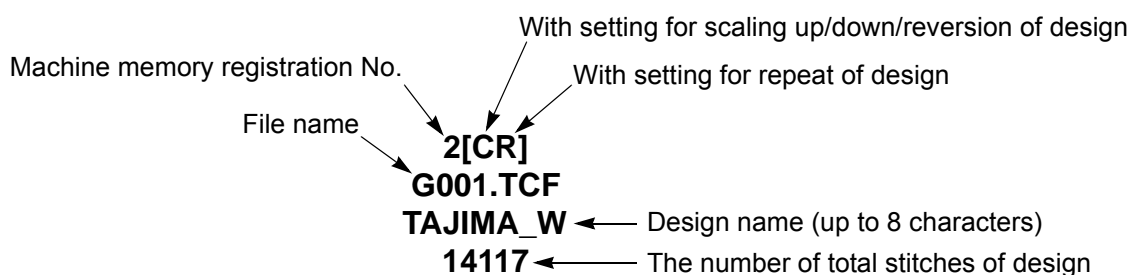 With setting for scaling up/down/reversion of design
Machine memory registration No.
With setting for repeat of design
File name
2[CR]
G001.TCF
TAJIMA_W
Design name (up to 8 characters)
14117
The number of total stitches of design